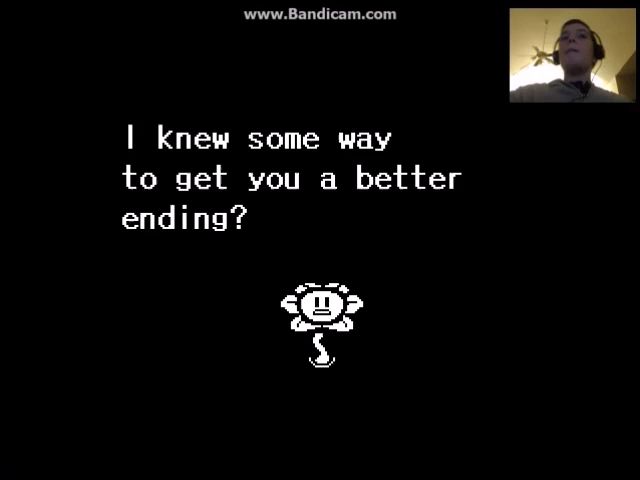 www.Bandicam.com
I knew some way
to get you a better
ending?